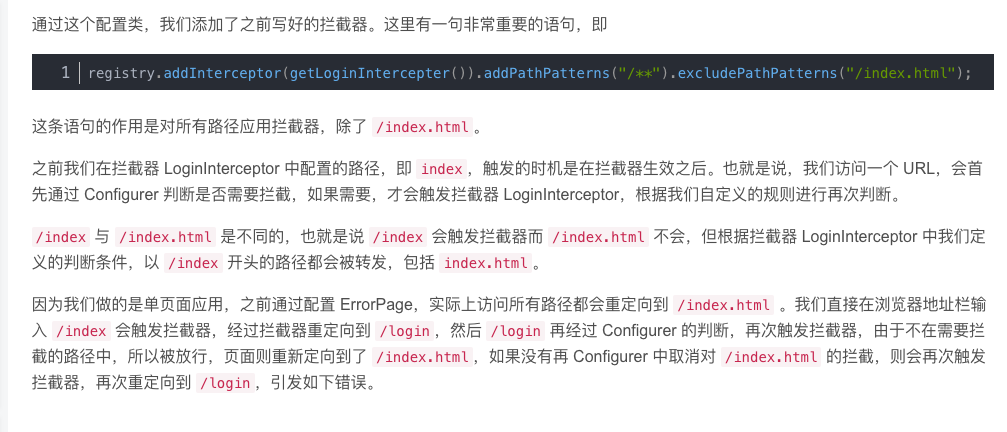 通过这个配置类，我们添加了之前写好的拦截器。这里有一句非常重要的语句，即
1 registry.addInterceptor(getLoginIntercepter()).addPathPatterns("/**").excludePathPatterns("/index.html");
这条语句的作用是对所有路径应用拦截器，除了 /index.html 。
之前我们在拦截器 LoginInterceptor 中配置的路径，即 index ，触发的时机是在拦截器生效之后。也就是说，我们访问一个 URL，会首
先通过 Configurer 判断是否需要拦截，如果需要，才会触发拦截器 LoginInterceptor，根据我们自定义的规则进行再次判断。
/index 与 /index.html 是不同的，也就是说 /index 会触发拦截器而 /index.html 不会，但根据拦截器 LoginInterceptor 中我们定
义的判断条件，以 /index 开头的路径都会被转发，包括 index.html 。
因为我们做的是单页面应用，之前通过配置 ErrorPage，实际上访问所有路径都会重定向到 /index.html 。我们直接在浏览器地址栏输
入 /index 会触发拦截器，经过拦截器重定向到 /login ，然后 /login 再经过 Configurer 的判断，再次触发拦截器，由于不在需要拦
截的路径中，所以被放行，页面则重新定向到了 /index.html ，如果没有再 Configurer 中取消对 /index.html 的拦截，则会再次触发
拦截器，再次重定向到 /login ，引发如下错误。